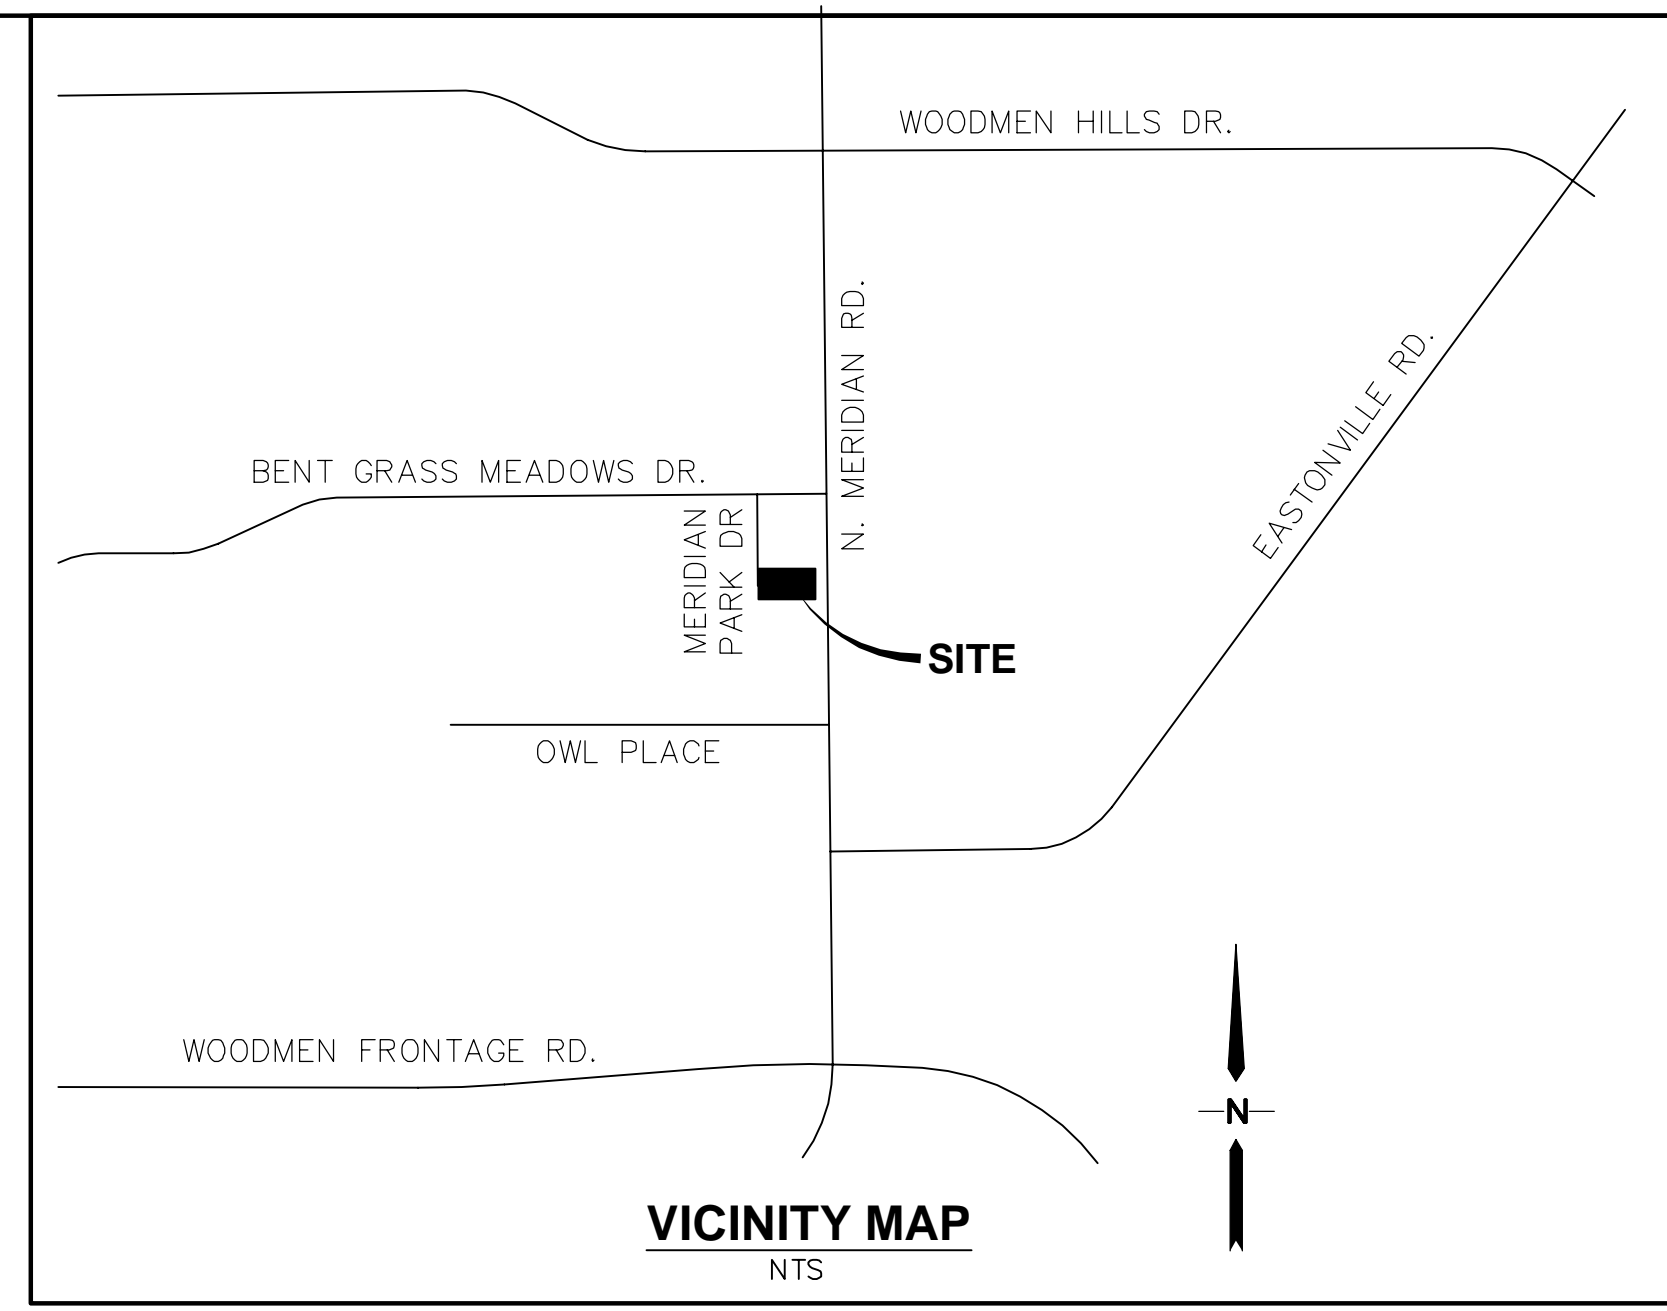 WOODMEN HILLS DR.
N. MERIDIAN RD.
EASTONVILLE RD.
BENT GRASS MEADOWS DR.
MERIDIAN
PARK DR
SITE
OWL PLACE
WOODMEN FRONTAGE RD.
N
VICINITY MAP
NTS